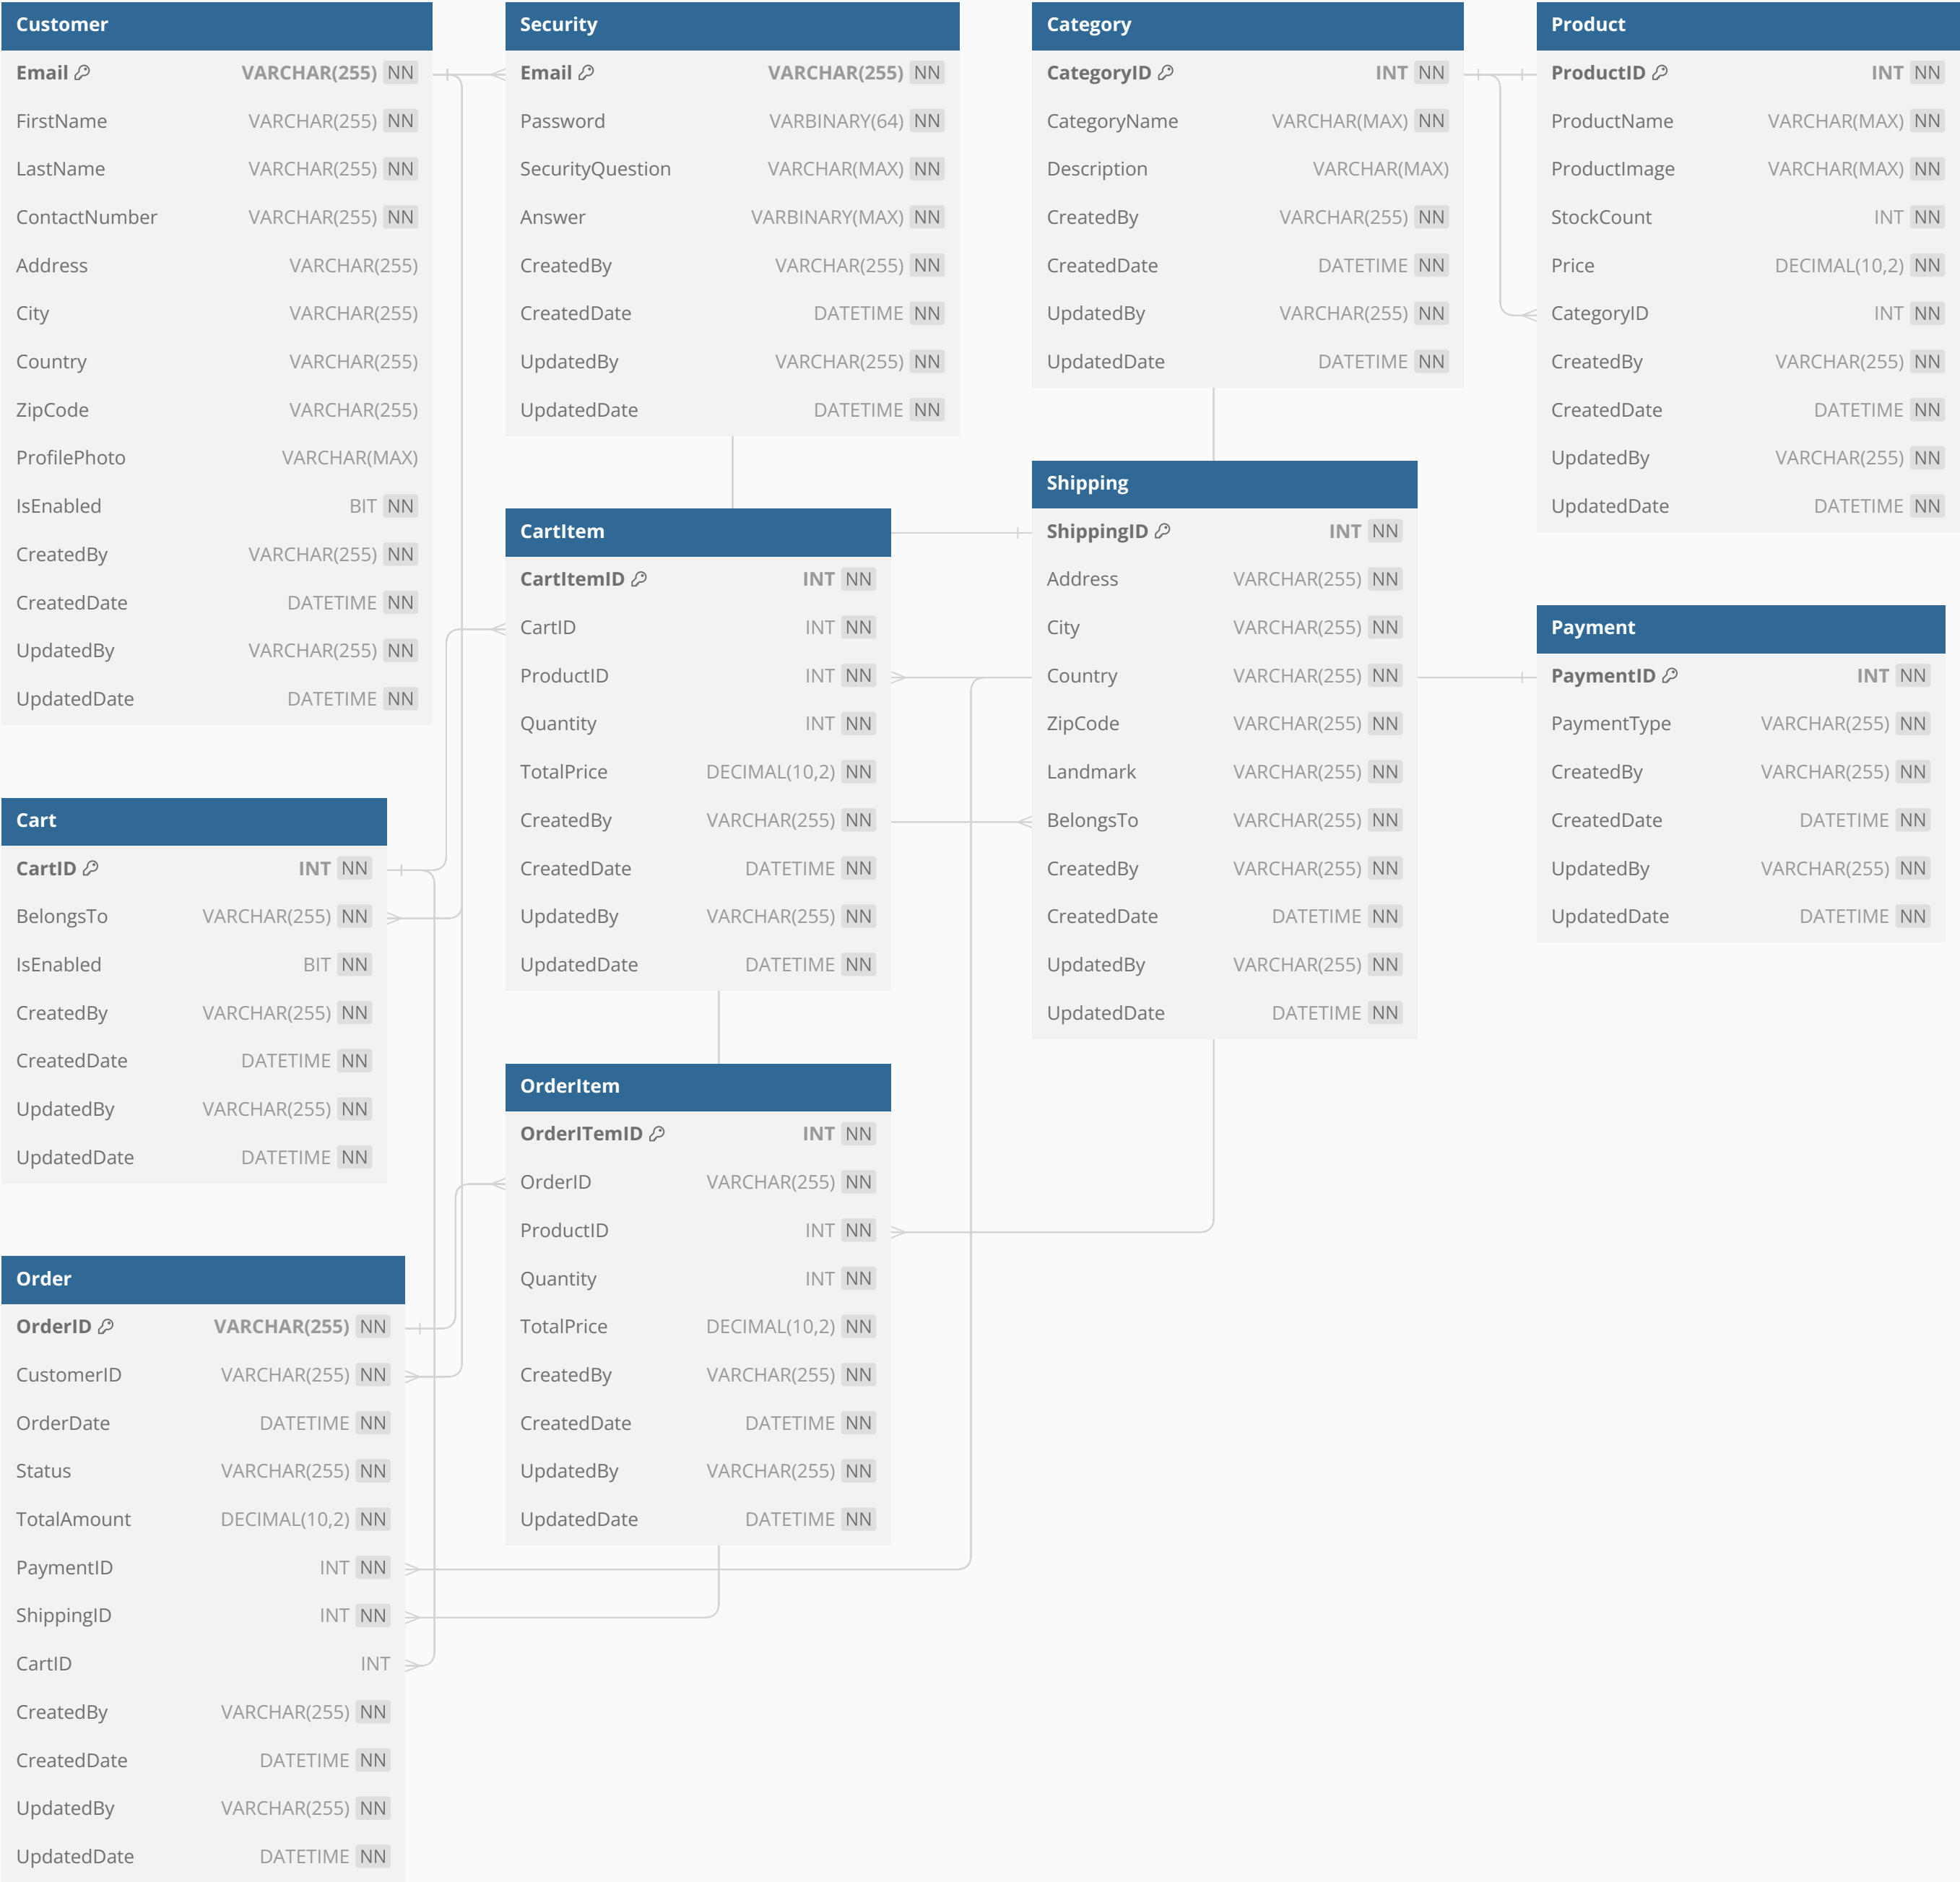 Customer
Email VARCHAR(255) NN
FirstName VARCHAR(255) NN
LastName VARCHAR(255) NN
ContactNumber VARCHAR(255) NN
Address VARCHAR(255)
City VARCHAR(255)
Country VARCHAR(255)
ZipCode VARCHAR(255)
ProfilePhoto VARCHAR(MAX)
IsEnabled BIT NN
CreatedBy VARCHAR(255) NN
CreatedDate DATETIME NN
UpdatedBy VARCHAR(255) NN
UpdatedDate DATETIME NN
Security
Email VARCHAR(255) NN
Password VARBINARY(64) NN
SecurityQuestion VARCHAR(MAX) NN
Answer VARBINARY(MAX) NN
CreatedBy VARCHAR(255) NN
CreatedDate DATETIME NN
UpdatedBy VARCHAR(255) NN
UpdatedDate DATETIME NN
Category
CategoryID INT NN
CategoryName VARCHAR(MAX) NN
Description VARCHAR(MAX)
CreatedBy VARCHAR(255) NN
CreatedDate DATETIME NN
UpdatedBy VARCHAR(255) NN
UpdatedDate DATETIME NN
Product
ProductID INT NN
ProductName VARCHAR(MAX) NN
ProductImage VARCHAR(MAX) NN
StockCount INT NN
Price DECIMAL(10,2) NN
CategoryID INT NN
CreatedBy VARCHAR(255) NN
CreatedDate DATETIME NN
UpdatedBy VARCHAR(255) NN
UpdatedDate DATETIME NN
CartItem
CartItemID INT NN
CartID INT NN
ProductID INT NN
Quantity INT NN
TotalPrice DECIMAL(10,2) NN
CreatedBy VARCHAR(255) NN
CreatedDate DATETIME NN
UpdatedBy VARCHAR(255) NN
UpdatedDate DATETIME NN
Shipping
ShippingID INT NN
Address VARCHAR(255) NN
City VARCHAR(255) NN
Country VARCHAR(255) NN
ZipCode VARCHAR(255) NN
Landmark VARCHAR(255) NN
BelongsTo VARCHAR(255) NN
CreatedBy VARCHAR(255) NN
CreatedDate DATETIME NN
UpdatedBy VARCHAR(255) NN
UpdatedDate DATETIME NN
Payment
PaymentID INT NN
PaymentType VARCHAR(255) NN
CreatedBy VARCHAR(255) NN
CreatedDate DATETIME NN
UpdatedBy VARCHAR(255) NN
UpdatedDate DATETIME NN
Cart
CartID INT NN
BelongsTo VARCHAR(255) NN
IsEnabled BIT NN
CreatedBy VARCHAR(255) NN
CreatedDate DATETIME NN
UpdatedBy VARCHAR(255) NN
UpdatedDate DATETIME NN
OrderItem
OrderITemID INT NN
OrderID VARCHAR(255) NN
ProductID INT NN
Quantity INT NN
TotalPrice DECIMAL(10,2) NN
CreatedBy VARCHAR(255) NN
CreatedDate DATETIME NN
UpdatedBy VARCHAR(255) NN
UpdatedDate DATETIME NN
Order
OrderID VARCHAR(255) NN
CustomerID VARCHAR(255) NN
OrderDate DATETIME NN
Status VARCHAR(255) NN
TotalAmount DECIMAL(10,2) NN
PaymentID INT NN
ShippingID INT NN
CartID INT
CreatedBy VARCHAR(255) NN
CreatedDate DATETIME NN
UpdatedBy VARCHAR(255) NN
UpdatedDate DATETIME NN